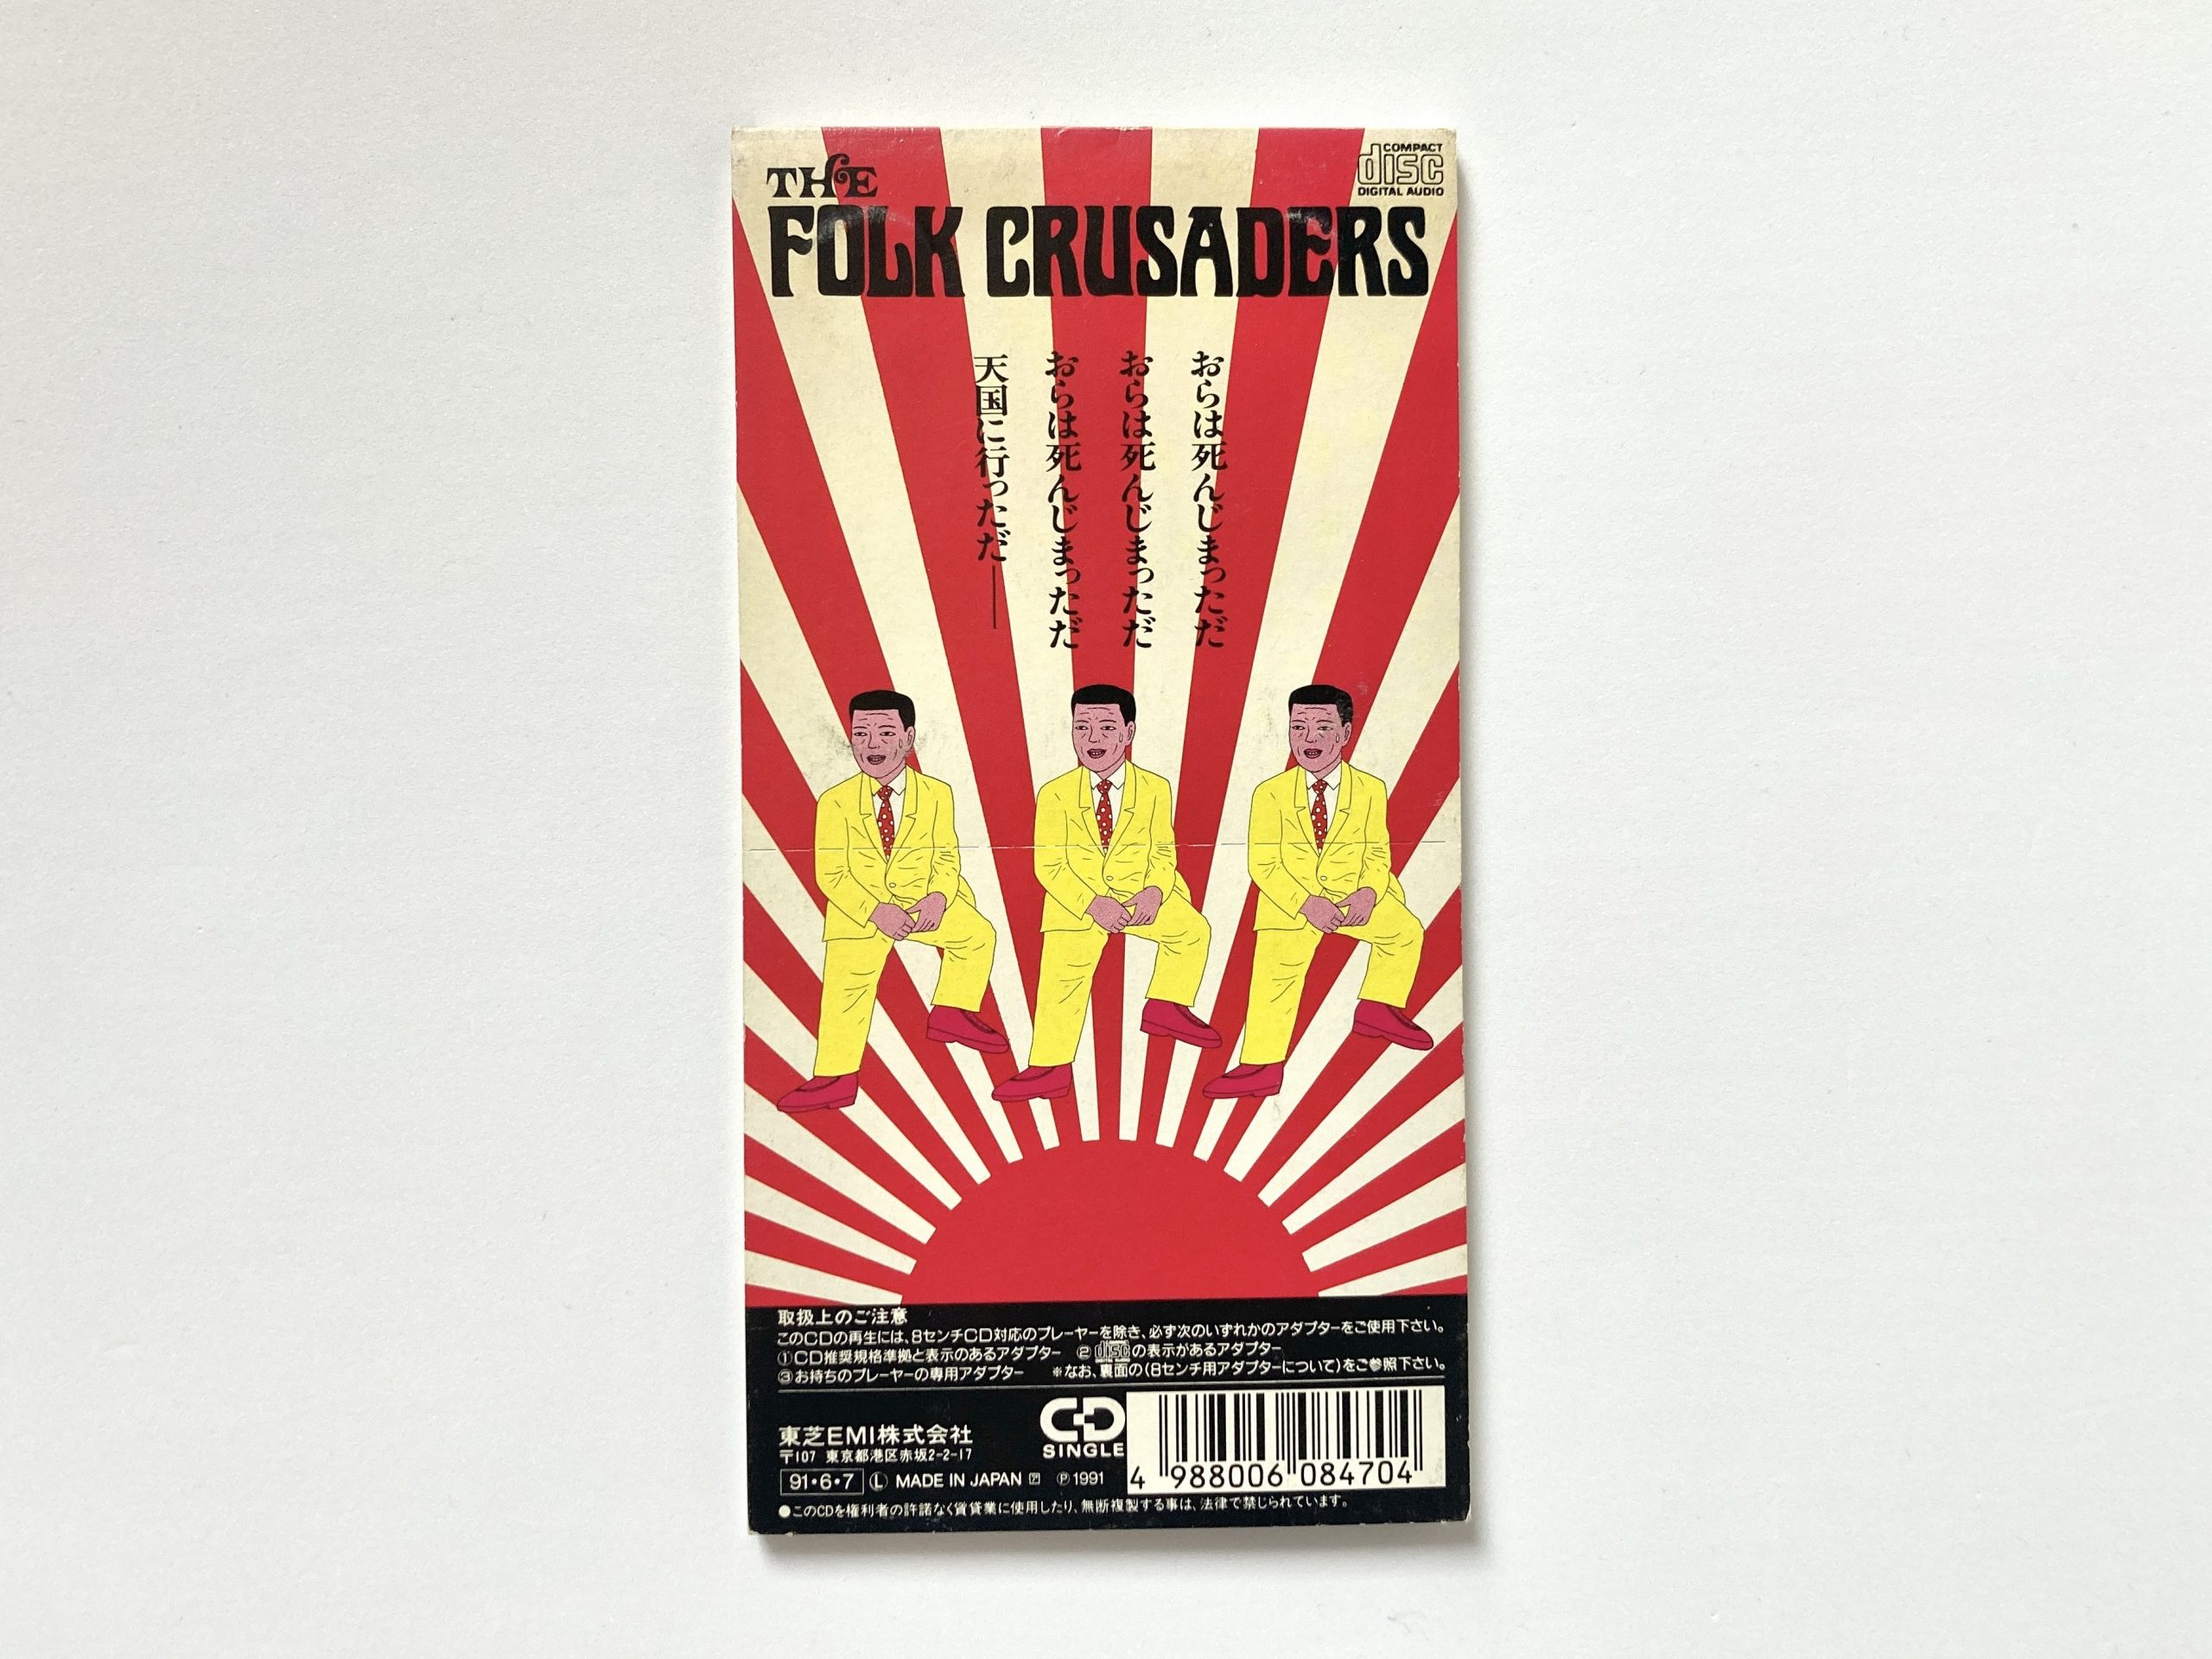 THE
FOLK CRUSADERS
COMPACT
disc
DIGITAL AUDIO
おらは死んじまっただ
おらは死んじまっただ
おらは死んじまっただ
天国に行っただ——
取扱上のご注意
このCDの再生には、8センチCD対応のプレーヤーを除き、必ず次のいずれかのアダプターをご使用下さい。
①CD推奨規格準拠と表示のあるアダプター ②disc の表示があるアダプター
③お持ちのプレーヤーの専用アダプター ※なお、裏面の(8センチ用アダプターについて)をご参照下さい。
東芝EMI株式会社
〒107 東京都港区赤坂2-2-17
91・6・7 Ⓛ MADE IN JAPAN ℗1991
CD
SINGLE
4 988006 084704
●このCDを権利者の許諾なく賃貸業に使用したり、無断複製する事は、法律で禁じられています。